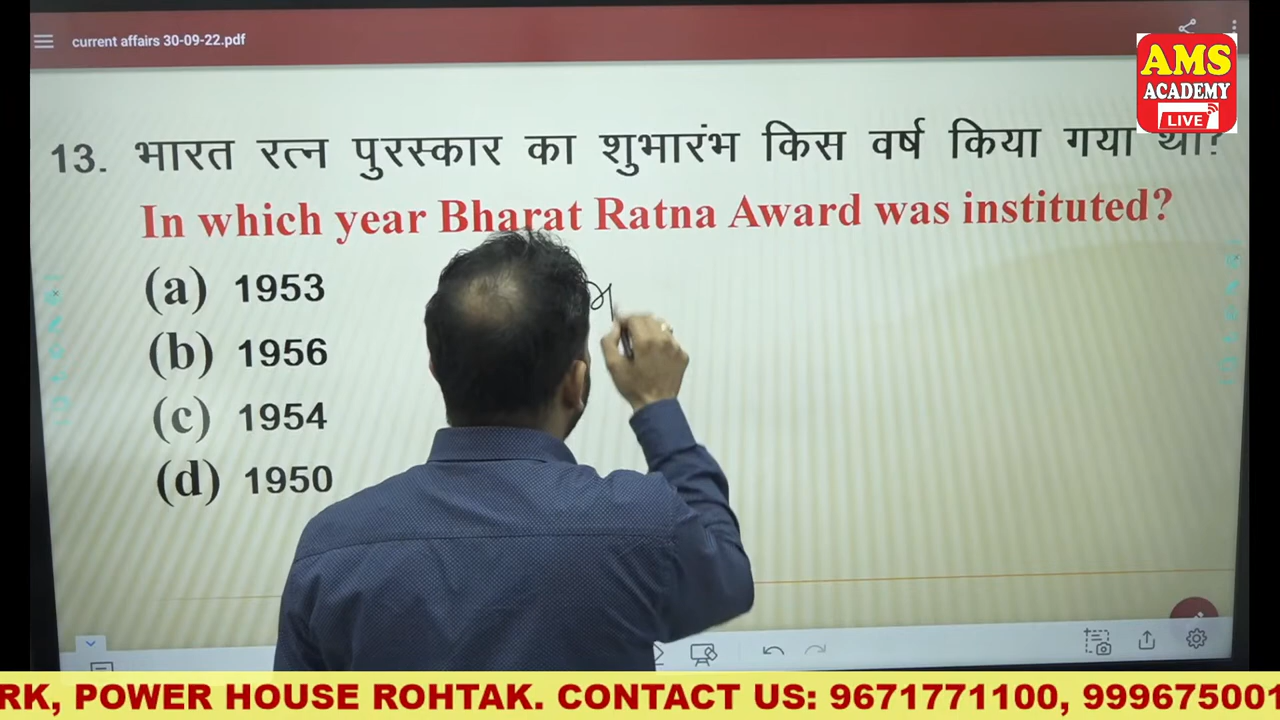 current affairs 30-09-22.pdf
AMS
ACADEMY
LIVE
13. भारत रत्न पुरस्कार का शुभारंभ किस वर्ष किया गया था?
In which year Bharat Ratna Award was instituted?
(a) 1953
(b) 1956
(c) 1954
(d) 1950
RK, POWER HOUSE ROHTAK. CONTACT US: 9671771100, 999675001